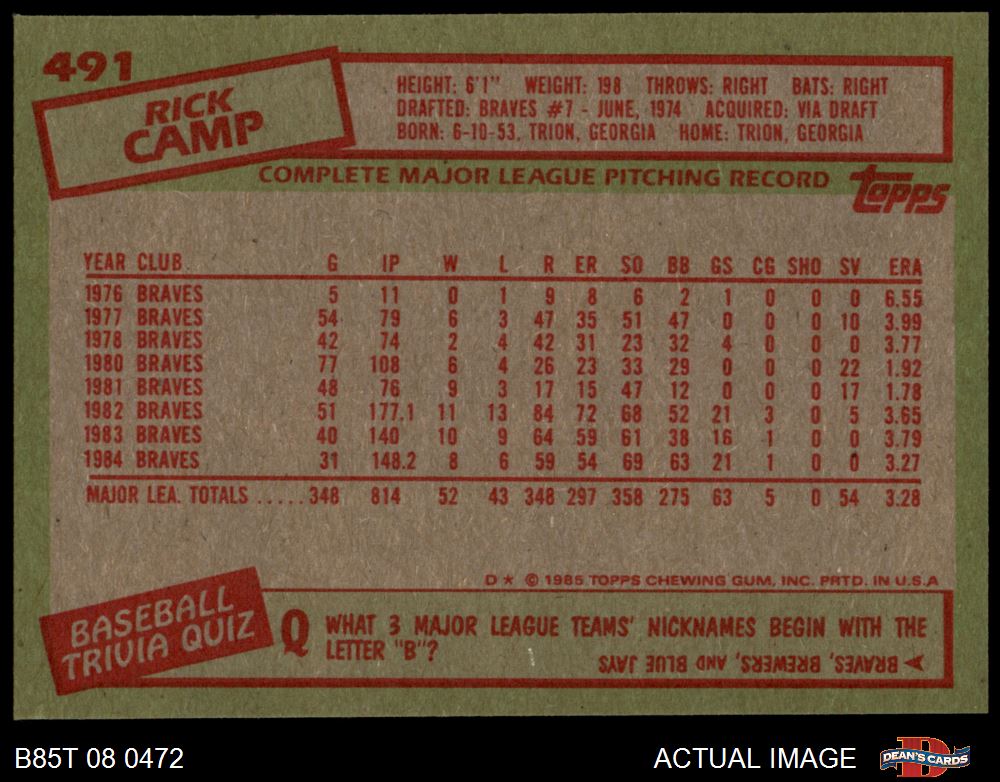 491
RICK
CAMP
HEIGHT: 6'1" WEIGHT: 198 THROWS: RIGHT BATS: RIGHT
DRAFTED: BRAVES #7 - JUNE, 1974 ACQUIRED: VIA DRAFT
BORN: 6-10-53, TRION, GEORGIA HOME: TRION, GEORGIA
COMPLETE MAJOR LEAGUE PITCHING RECORD
topps
YEAR CLUB G IP W L R ER SO BB GS CG SHO SV ERA
1976 BRAVES 5 11 0 1 9 8 6 2 1 0 0 0 6.55
1977 BRAVES 54 79 6 3 47 35 51 47 0 0 0 10 3.99
1978 BRAVES 42 74 2 4 42 31 23 32 4 0 0 0 3.77
1980 BRAVES 77 108 6 4 26 23 33 29 0 0 0 22 1.92
1981 BRAVES 48 76 9 3 17 15 47 12 0 0 0 17 1.78
1982 BRAVES 51 177.1 11 13 84 72 68 52 21 3 0 5 3.65
1983 BRAVES 40 140 10 9 64 59 61 38 16 1 0 0 3.79
1984 BRAVES 31 148.2 8 6 59 54 69 63 21 1 0 0 3.27
MAJOR LEA. TOTALS .....348 814 52 43 348 297 358 275 63 5 0 54 3.28
D* © 1985 TOPPS CHEWING GUM, INC. PRTD. IN U.S.A
BASEBALL
TRIVIA QUIZ
Q WHAT 3 MAJOR LEAGUE TEAMS' NICKNAMES BEGIN WITH THE
LETTER "B"?
BRAVES, BREWERS, AND BLUE JAYS
B85T 08 0472
ACTUAL IMAGE
D
DEAN'S CARDS